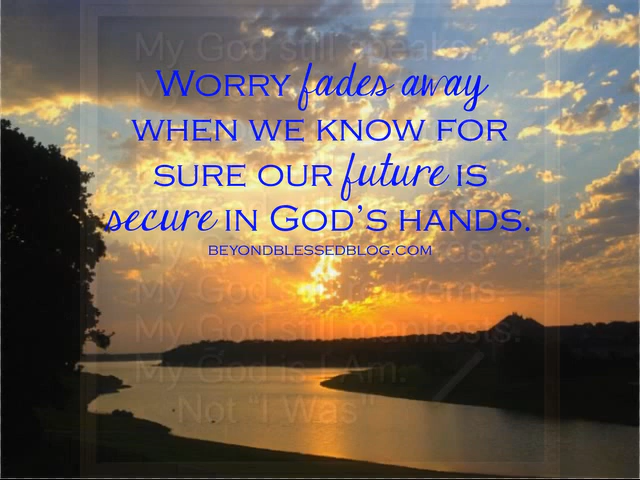 My God still speaks.
WORRY fades away
WHEN WE KNOW FOR
SURE OUR future IS
secure IN GOD'S HANDS.
BEYONDBLESSEDBLOG.COM
My God still redeems.
My God still manifests.
My God is I Am.
Not "I Was"